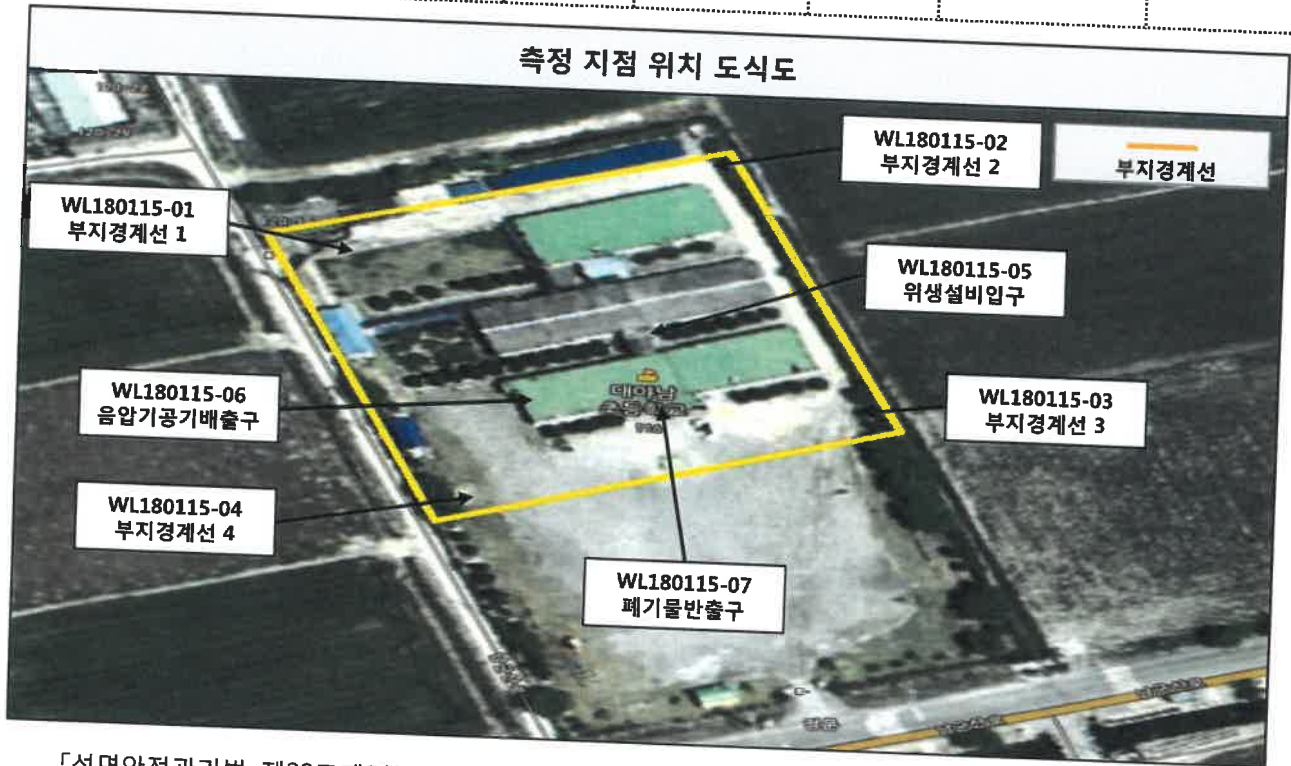 측정 지점 위치 도식도
WL180115-02
부지경계선 2
부지경계선
WL180115-01
부지경계선 1
WL180115-05
위생설비입구
WL180115-06
음압기공기배출구
WL180115-03
부지경계선 3
WL180115-04
부지경계선 4
WL180115-07
폐기물반출구
정문